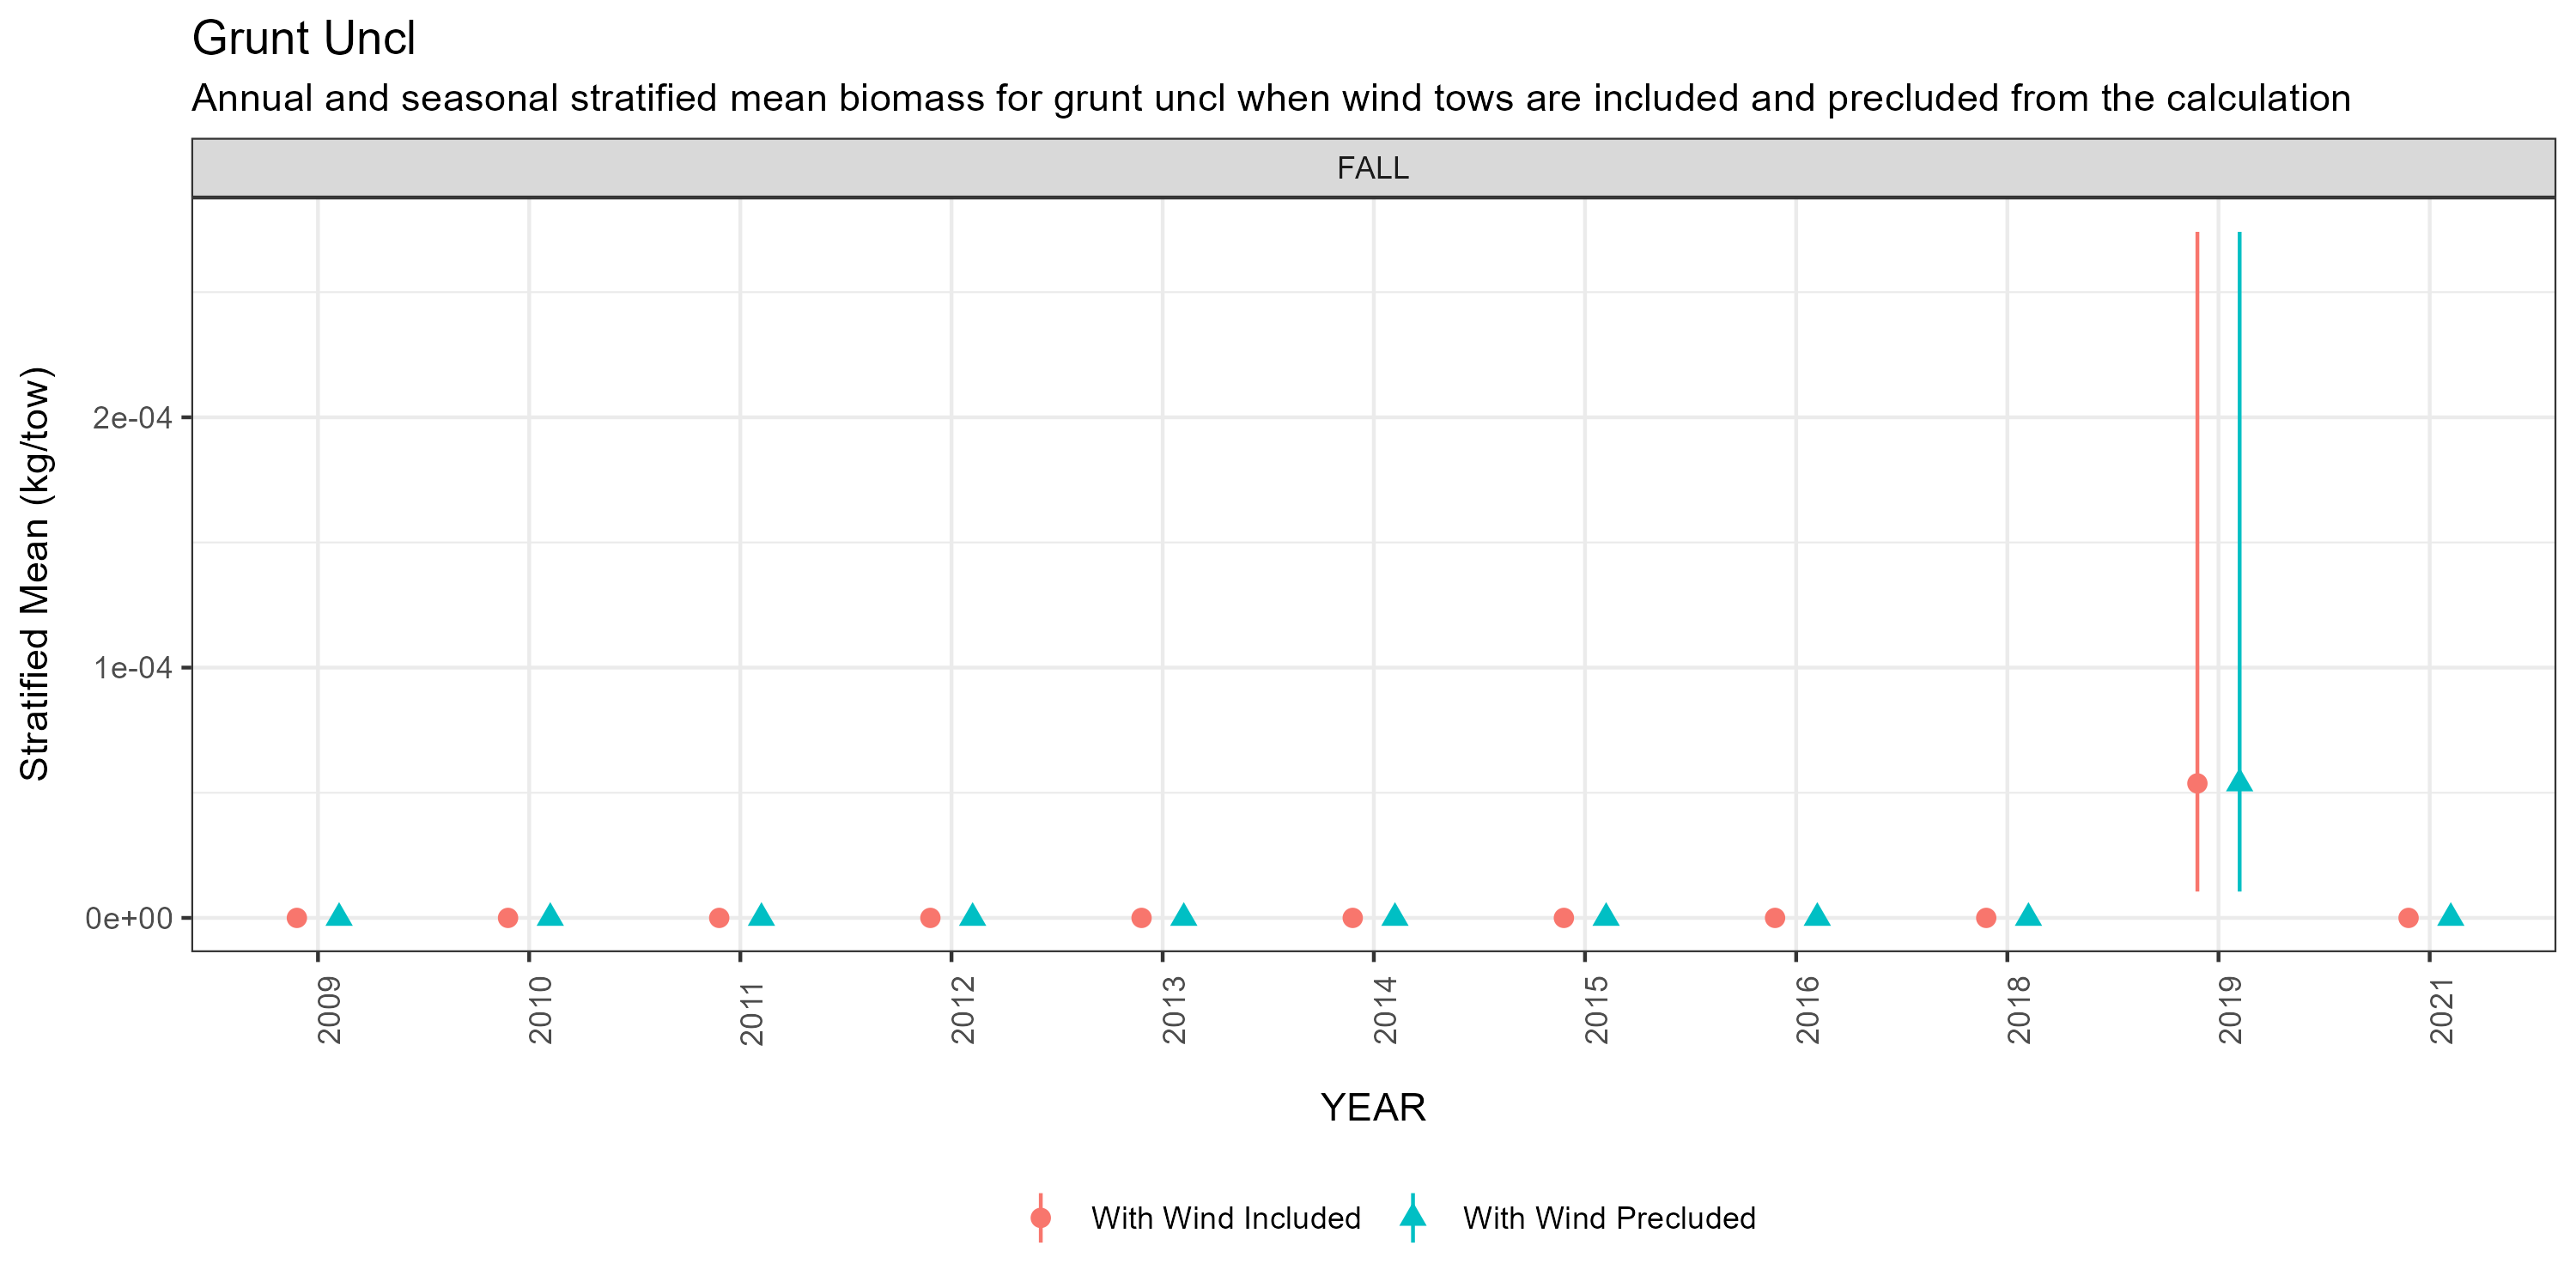 Grunt Uncl
Annual and seasonal stratified mean biomass for grunt uncl when wind tows are included and precluded from the calculation
FALL
Stratified Mean (kg/tow)
2e-04
1e-04
0e+00
2009
2010
2011
2012
2013
2014
2015
2016
2018
2019
2021
YEAR
With Wind Included
With Wind Precluded